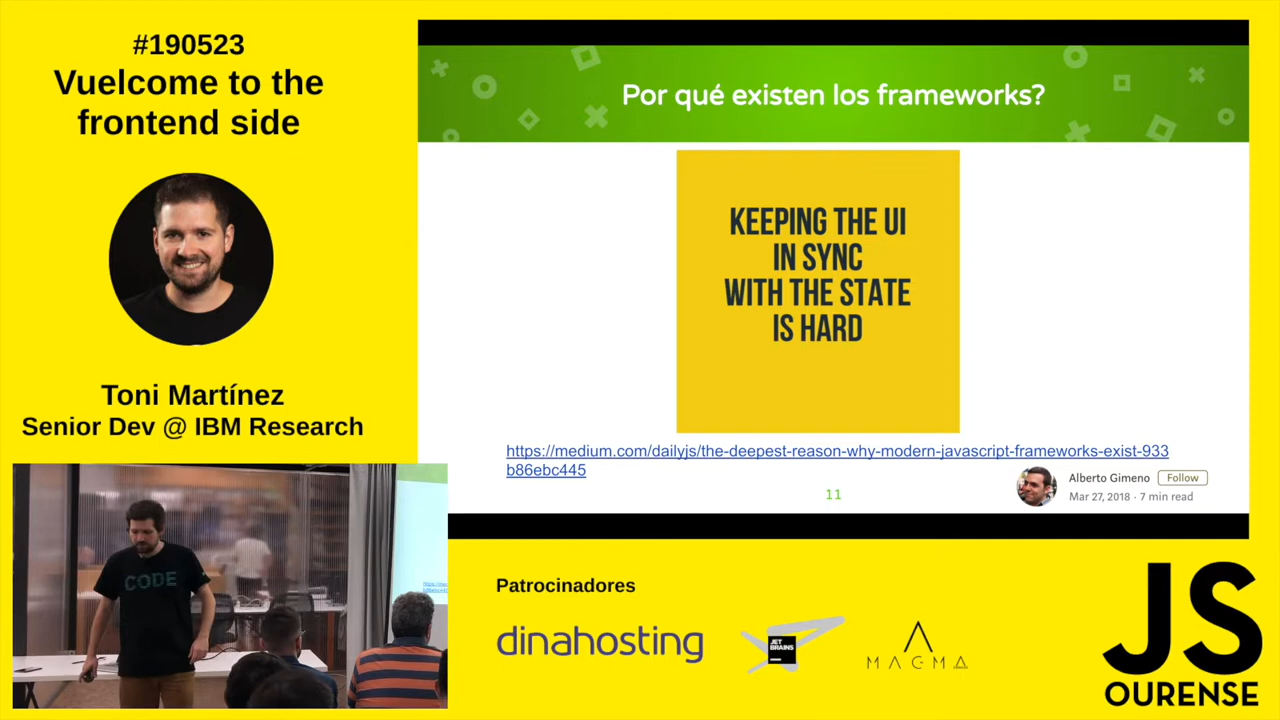 #190523
Vuelcome to the
frontend side
Toni Martínez
Senior Dev @ IBM Research
Por qué existen los frameworks?
KEEPING THE UI
IN SYNC
WITH THE STATE
IS HARD
https://medium.com/dailyjs/the-deepest-reason-why-modern-javascript-frameworks-exist-933
b86ebc445
Alberto Gimeno
Follow
Mar 27, 2018 · 7 min read
11
CODE
Patrocinadores
dinahosting
JET
BRAINS
MAGMA
JS
OURENSE